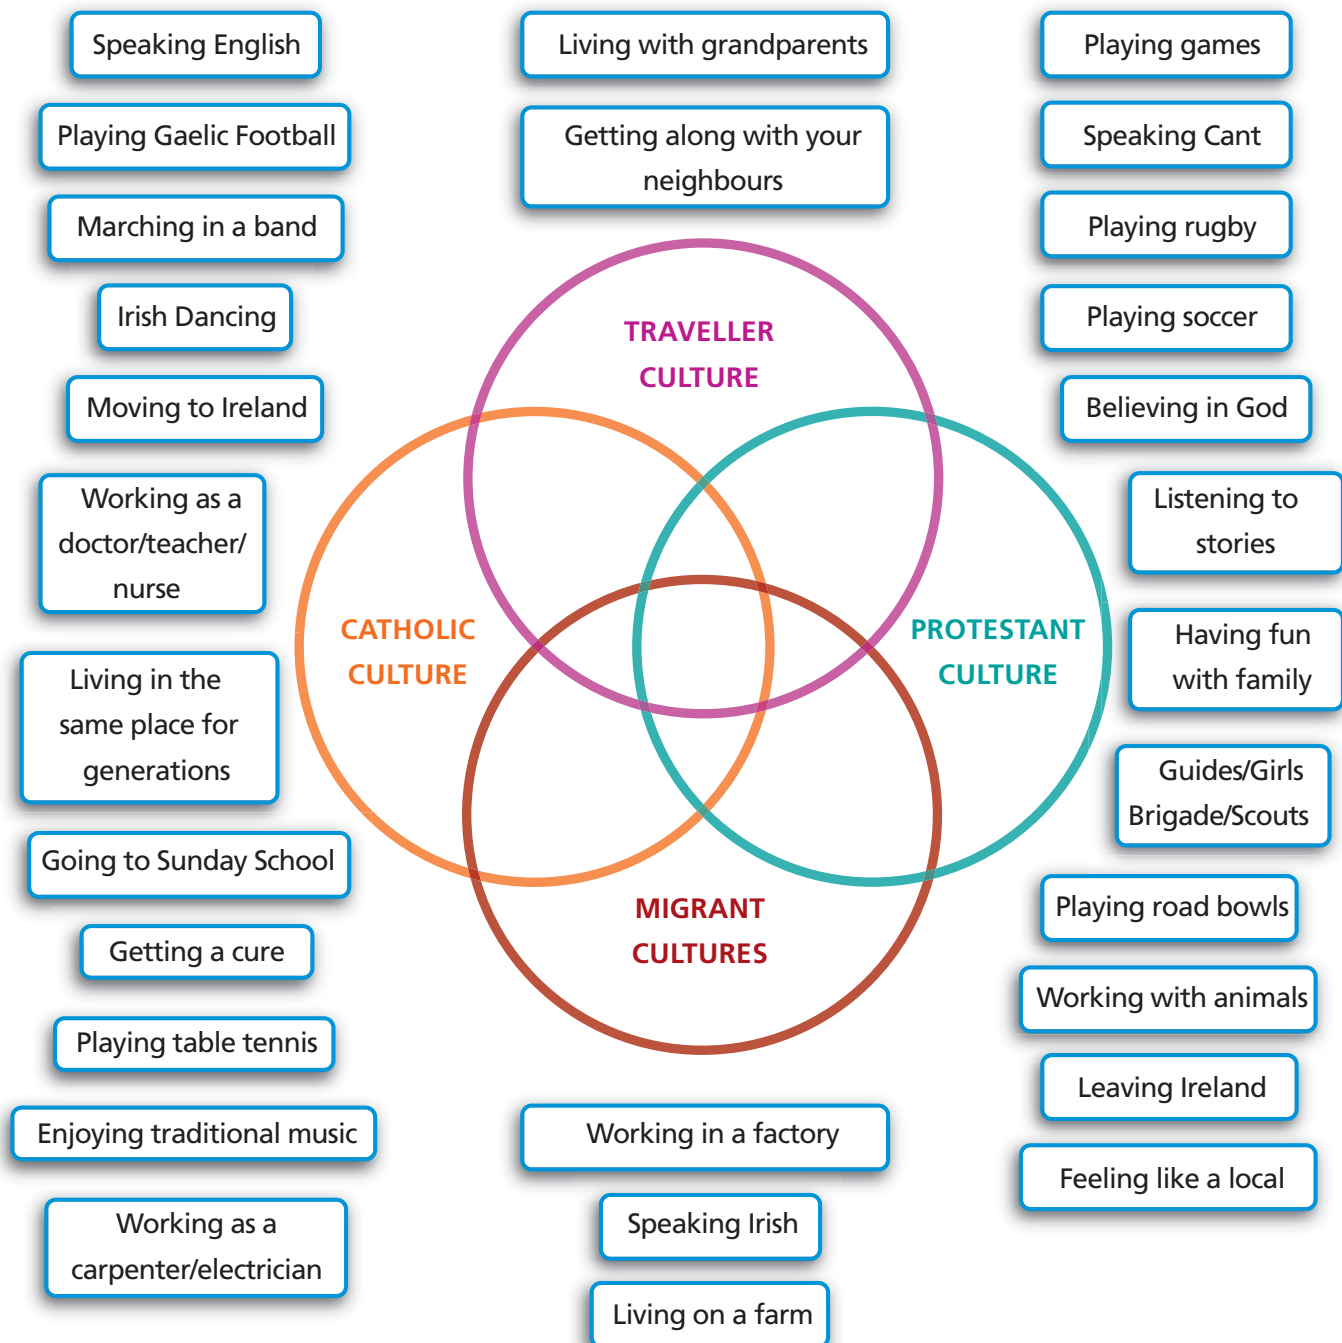 Speaking English
Playing Gaelic Football
Marching in a band
Irish Dancing
Moving to Ireland
Working as a
doctor/teacher/
nurse
Living in the
same place for
generations
Going to Sunday School
Getting a cure
Playing table tennis
Enjoying traditional music
Working as a
carpenter/electrician
Living with grandparents
Getting along with your
neighbours
TRAVELLER
CULTURE
CATHOLIC
CULTURE
PROTESTANT
CULTURE
MIGRANT
CULTURES
Working in a factory
Speaking Irish
Living on a farm
Playing games
Speaking Cant
Playing rugby
Playing soccer
Believing in God
Listening to
stories
Having fun
with family
Guides/Girls
Brigade/Scouts
Playing road bowls
Working with animals
Leaving Ireland
Feeling like a local